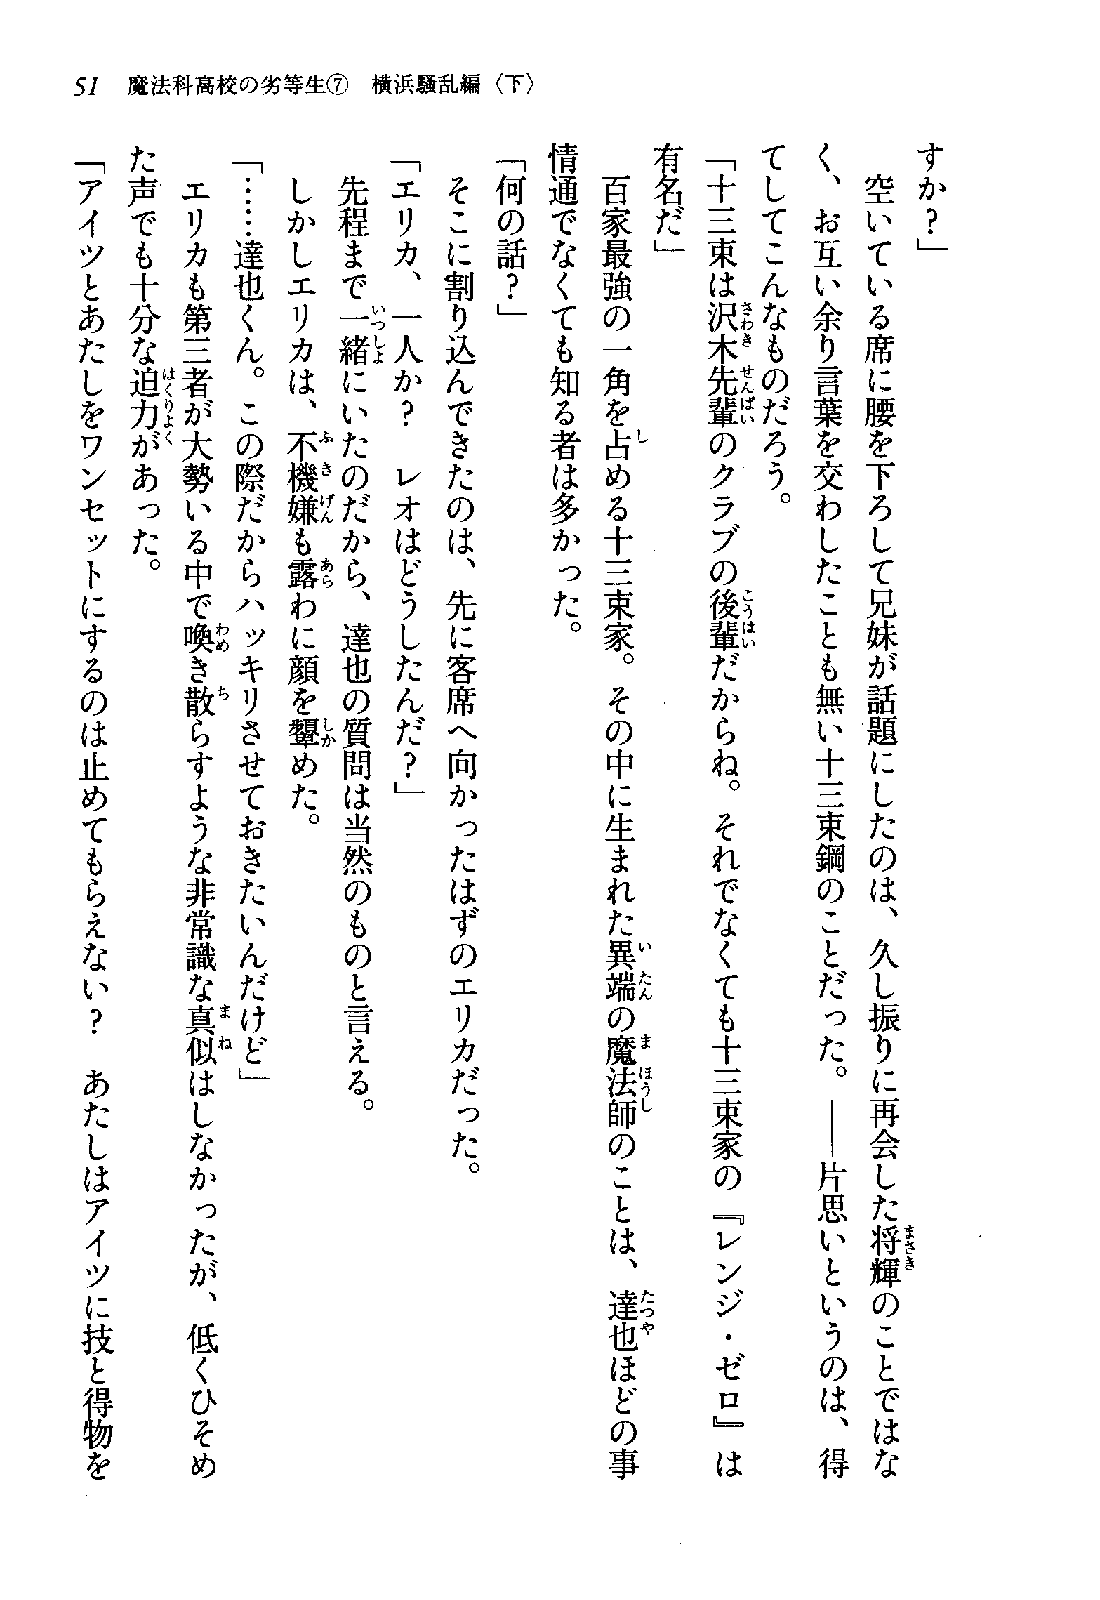 51　魔法科高校の劣等生⑦　横浜騒乱編〈下〉
すか？」
　空いている席に腰を下ろして兄妹が話題にしたのは、久し振りに再会した将輝のことではな
く、お互い余り言葉を交わしたことも無い十三束鋼のことだった。――片思いというのは、得
てしてこんなものだろう。
「十三束は沢木先輩のクラブの後輩だからね。それでなくても十三束家の『レンジ・ゼロ』は
有名だ」
　百家最強の一角を占める十三束家。その中に生まれた異端の魔法師のことは、達也ほどの事
情通でなくても知る者は多かった。
「何の話？」
　そこに割り込んできたのは、先に客席へ向かったはずのエリカだった。
「エリカ、一人か？　レオはどうしたんだ？」
　先程まで一緒にいたのだから、達也の質問は当然のものと言える。
　しかしエリカは、不機嫌も露わに顔を顰めた。
「……達也くん。この際だからハッキリさせておきたいんだけど」
　エリカも第三者が大勢いる中で喚き散らすような非常識な真似はしなかったが、低くひそめ
た声でも十分な迫力があった。
「アイツとあたしをワンセットにするのは止めてもらえない？　あたしはアイツに技と得物を